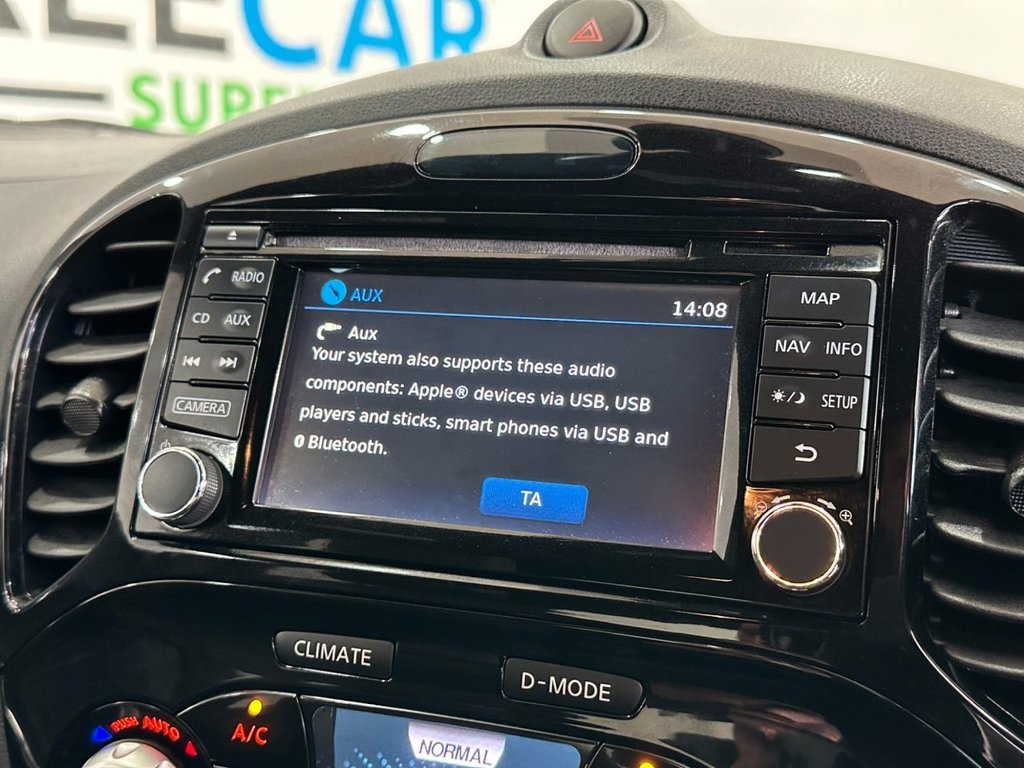 CAR
RADIO
CD AUX
CAMERA
AUX 14:08
Aux
Your system also supports these audio
components: Apple® devices via USB, USB
players and sticks, smart phones via USB and
Bluetooth.
TA
MAP
NAV INFO
SETUP
CLIMATE
D-MODE
PUSH AUTO
A/C
NORMAL